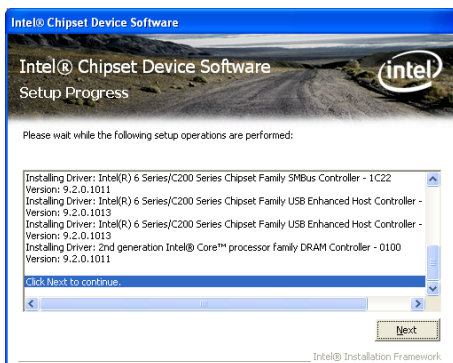 Intel® Chipset Device Software
Intel® Chipset Device Software
Setup Progress
intel
Please wait while the following setup operations are performed:
Installing Driver: Intel(R) 6 Series/C200 Series Chipset Family SMBus Controller - 1C22
Version: 9.2.0.1011
Installing Driver: Intel(R) 6 Series/C200 Series Chipset Family USB Enhanced Host Controller -
Version: 9.2.0.1013
Installing Driver: Intel(R) 6 Series/C200 Series Chipset Family USB Enhanced Host Controller -
Version: 9.2.0.1013
Installing Driver: 2nd generation Intel® Core™ processor family DRAM Controller - 0100
Version: 9.2.0.1011
Click Next to continue.
Next
Intel® Installation Framework